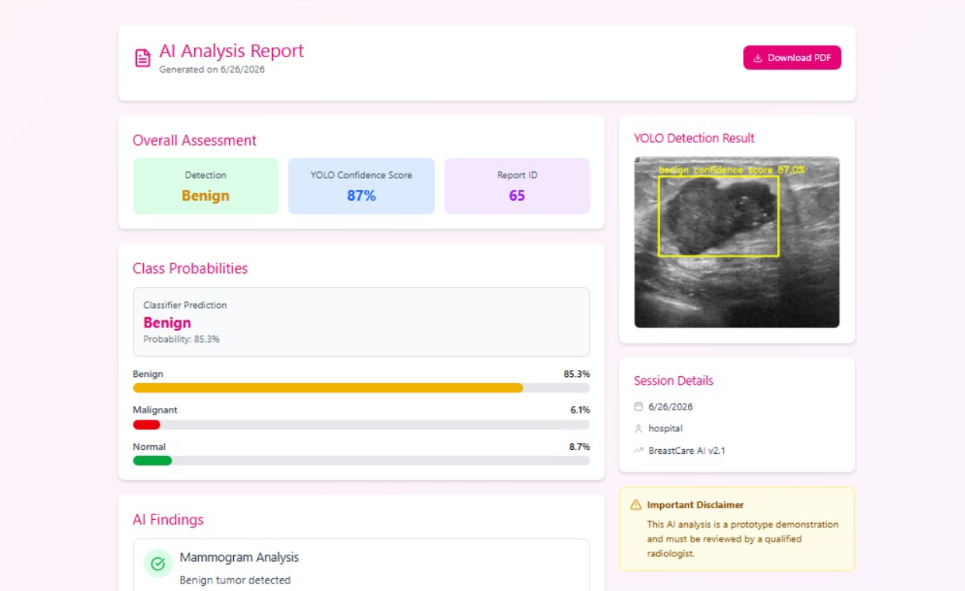 AI Analysis Report
Generated on 6/26/2026
Download PDF
Overall Assessment
Detection
Benign
YOLO Confidence Score
87%
Report ID
65
Class Probabilities
Classifier Prediction
Benign
Probability: 85.3%
Benign 85.3%
Malignant 6.1%
Normal 8.7%
AI Findings
Mammogram Analysis
Benign tumor detected
YOLO Detection Result
benign confidence score 87.0%
Session Details
6/26/2026
hospital
BreastCare AI v2.1
Important Disclaimer
This AI analysis is a prototype demonstration
and must be reviewed by a qualified
radiologist.